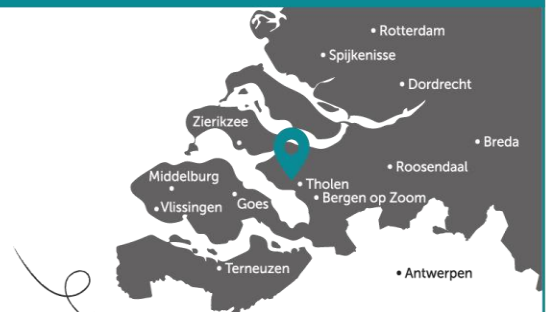 Rotterdam
Spijkenisse
Dordrecht
Zierikzee
Breda
Roosendaal
Middelburg
Tholen
Bergen op Zoom
Goes
Vlissingen
Terneuzen
Antwerpen